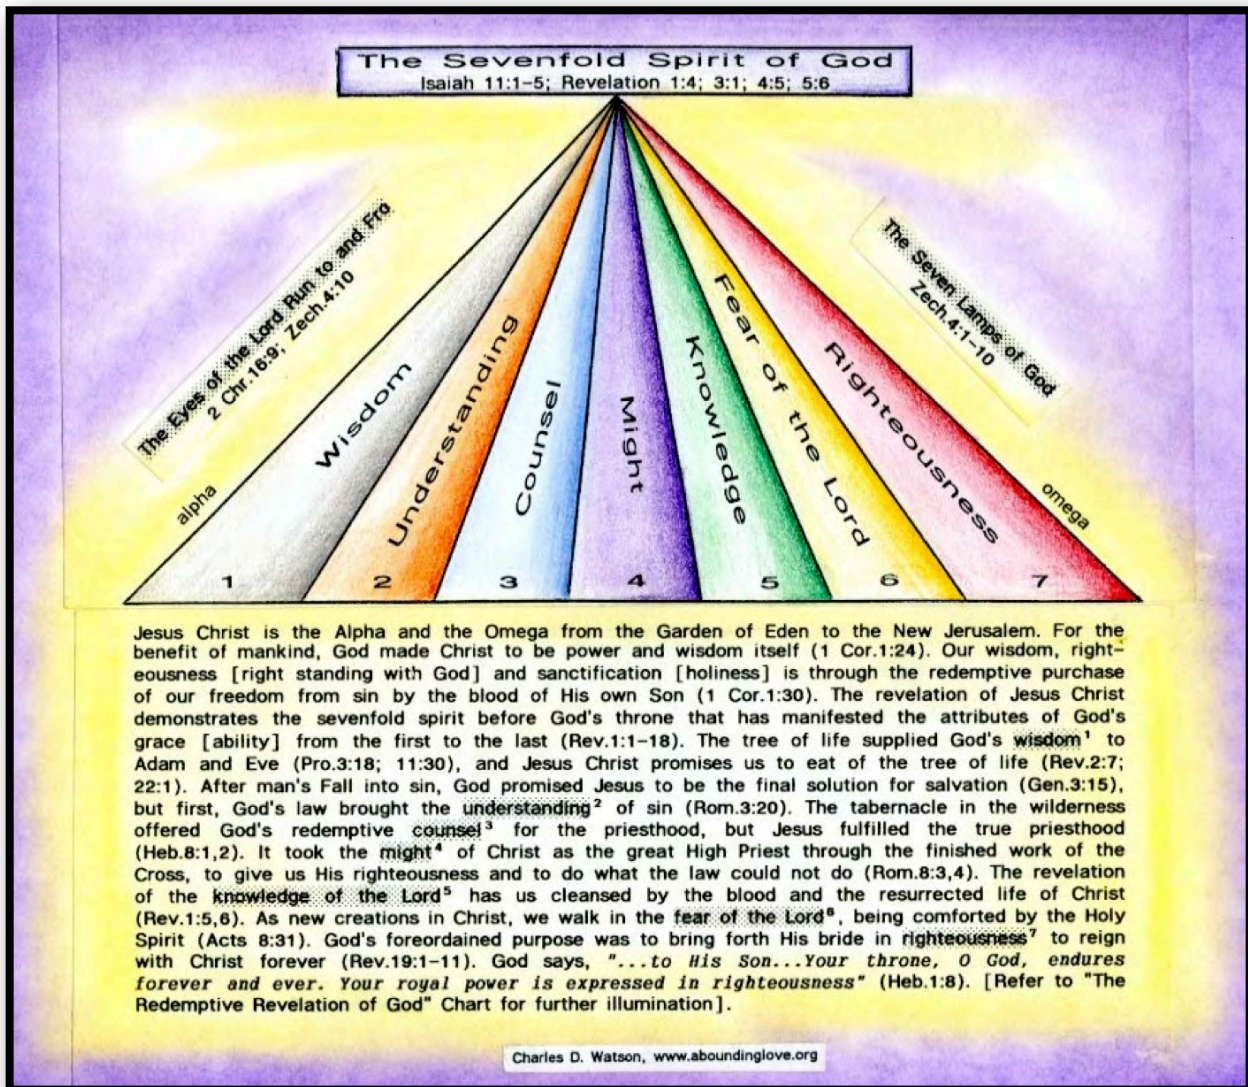 The Sevenfold Spirit of God
Isaiah 11:1-5; Revelation 1:4; 3:1; 4:5; 5:6
The Eyes of the Lord Run to and Fro
2 Chr.16:9; Zech.4:10
The Seven Lamps of God
Zech.4:1-10
alpha
omega
Wisdom
Understanding
Counsel
Might
Knowledge
Fear of the Lord
Righteousness
1 2 3 4 5 6 7
Jesus Christ is the Alpha and the Omega from the Garden of Eden to the New Jerusalem. For the
benefit of mankind, God made Christ to be power and wisdom itself (1 Cor.1:24). Our wisdom, right-
eousness [right standing with God] and sanctification [holiness] is through the redemptive purchase
of our freedom from sin by the blood of His own Son (1 Cor.1:30). The revelation of Jesus Christ
demonstrates the sevenfold spirit before God's throne that has manifested the attributes of God's
grace [ability] from the first to the last (Rev.1:1-18). The tree of life supplied God's wisdom¹ to
Adam and Eve (Pro.3:18; 11:30), and Jesus Christ promises us to eat of the tree of life (Rev.2:7;
22:1). After man's Fall into sin, God promised Jesus to be the final solution for salvation (Gen.3:15),
but first, God's law brought the understanding² of sin (Rom.3:20). The tabernacle in the wilderness
offered God's redemptive counsel³ for the priesthood, but Jesus fulfilled the true priesthood
(Heb.8:1,2). It took the might⁴ of Christ as the great High Priest through the finished work of the
Cross, to give us His righteousness and to do what the law could not do (Rom.8:3,4). The revelation
of the knowledge of the Lord⁵ has us cleansed by the blood and the resurrected life of Christ
(Rev.1:5,6). As new creations in Christ, we walk in the fear of the Lord⁶, being comforted by the Holy
Spirit (Acts 8:31). God's foreordained purpose was to bring forth His bride in righteousness⁷ to reign
with Christ forever (Rev.19:1-11). God says, "...to His Son...Your throne, O God, endures
forever and ever. Your royal power is expressed in righteousness" (Heb.1:8). [Refer to "The
Redemptive Revelation of God" Chart for further illumination].
Charles D. Watson, www.aboundinglove.org